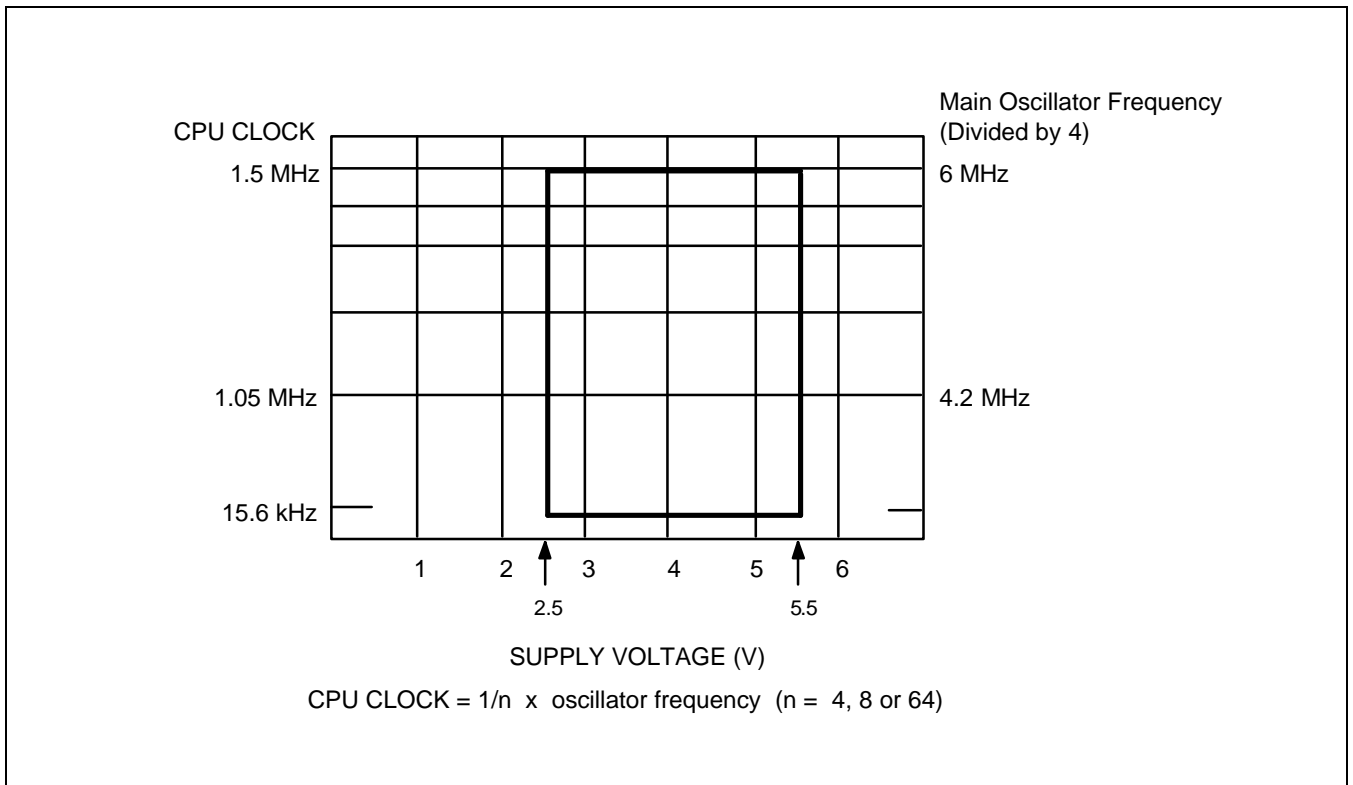 Main Oscillator Frequency
(Divided by 4)
CPU CLOCK
1.5 MHz
6 MHz
1.05 MHz
4.2 MHz
15.6 kHz
1 2 3 4 5 6
2.5 5.5
SUPPLY VOLTAGE (V)
CPU CLOCK = 1/n x oscillator frequency (n = 4, 8 or 64)